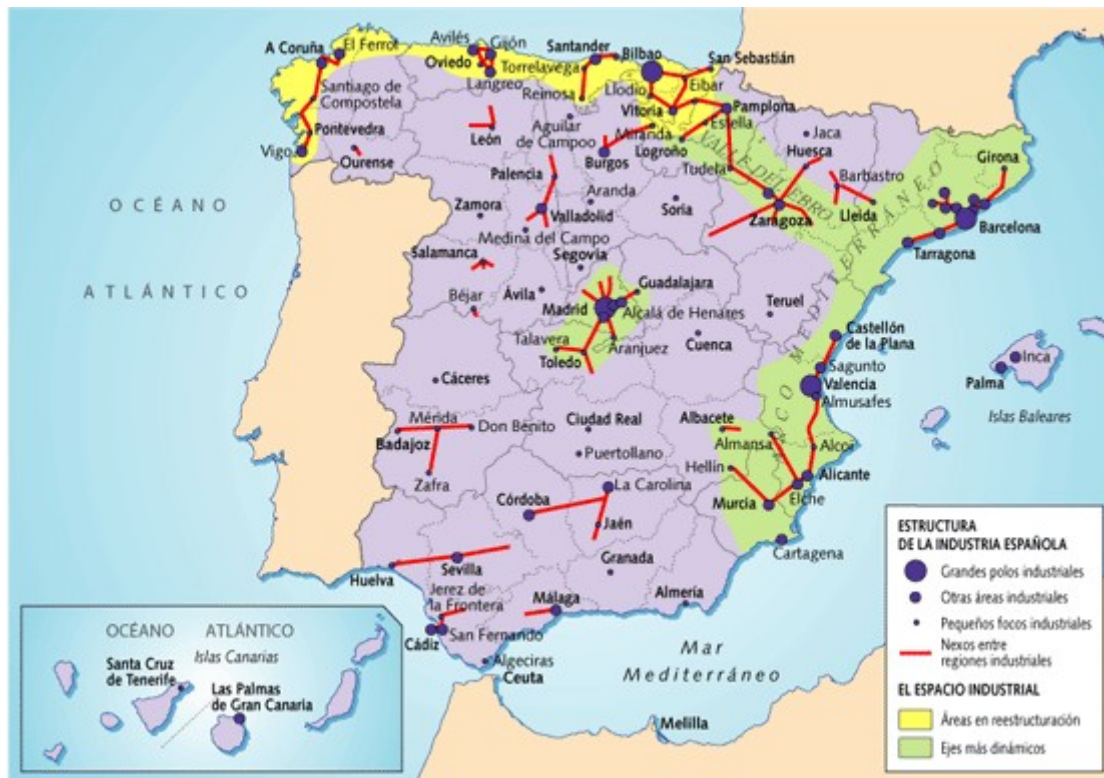 A Coruña
El Ferrol
Avilés
Gijón
Oviedo
Langreo
Santander
Torrelavega
Reinosa
Bilbao
San Sebastián
Eibar
Llodio
Vitoria
Pamplona
Estella
Santiago de
Compostela
Pontevedra
Vigo
Ourense
León
Aguilar
de Campoo
Miranda
Burgos
Logroño
Tudela
VALLE DEL EBRO
Jaca
Huesca
Barbastro
Girona
Palencia
Aranda
Soria
Zaragoza
Lleida
Barcelona
Tarragona
ARCO MEDITERRÁNEO
OCÉANO
ATLÁNTICO
Zamora
Valladolid
Medina del Campo
Segovia
Salamanca
Ávila
Béjar
Guadalajara
Madrid
Alcalá de Henares
Teruel
Talavera
Toledo
Aranjuez
Cuenca
Castellón
de la Plana
Sagunto
Valencia
Almusafes
Inca
Palma
Islas Baleares
Cáceres
Mérida
Don Benito
Badajoz
Zafra
Ciudad Real
Puertollano
Albacete
Almansa
Alcoi
Hellín
Alicante
Elche
Murcia
Cartagena
La Carolina
Córdoba
Jaén
Granada
Huelva
Sevilla
Jerez de
la Frontera
Málaga
Almería
Cádiz
San Fernando
Algeciras
Ceuta
Mar
Mediterráneo
Melilla
OCÉANO ATLÁNTICO
Islas Canarias
Santa Cruz
de Tenerife
Las Palmas
de Gran Canaria
ESTRUCTURA
DE LA INDUSTRIA ESPAÑOLA
Grandes polos industriales
Otras áreas industriales
Pequeños focos industriales
Nexos entre
regiones industriales
EL ESPACIO INDUSTRIAL
Áreas en reestructuración
Ejes más dinámicos